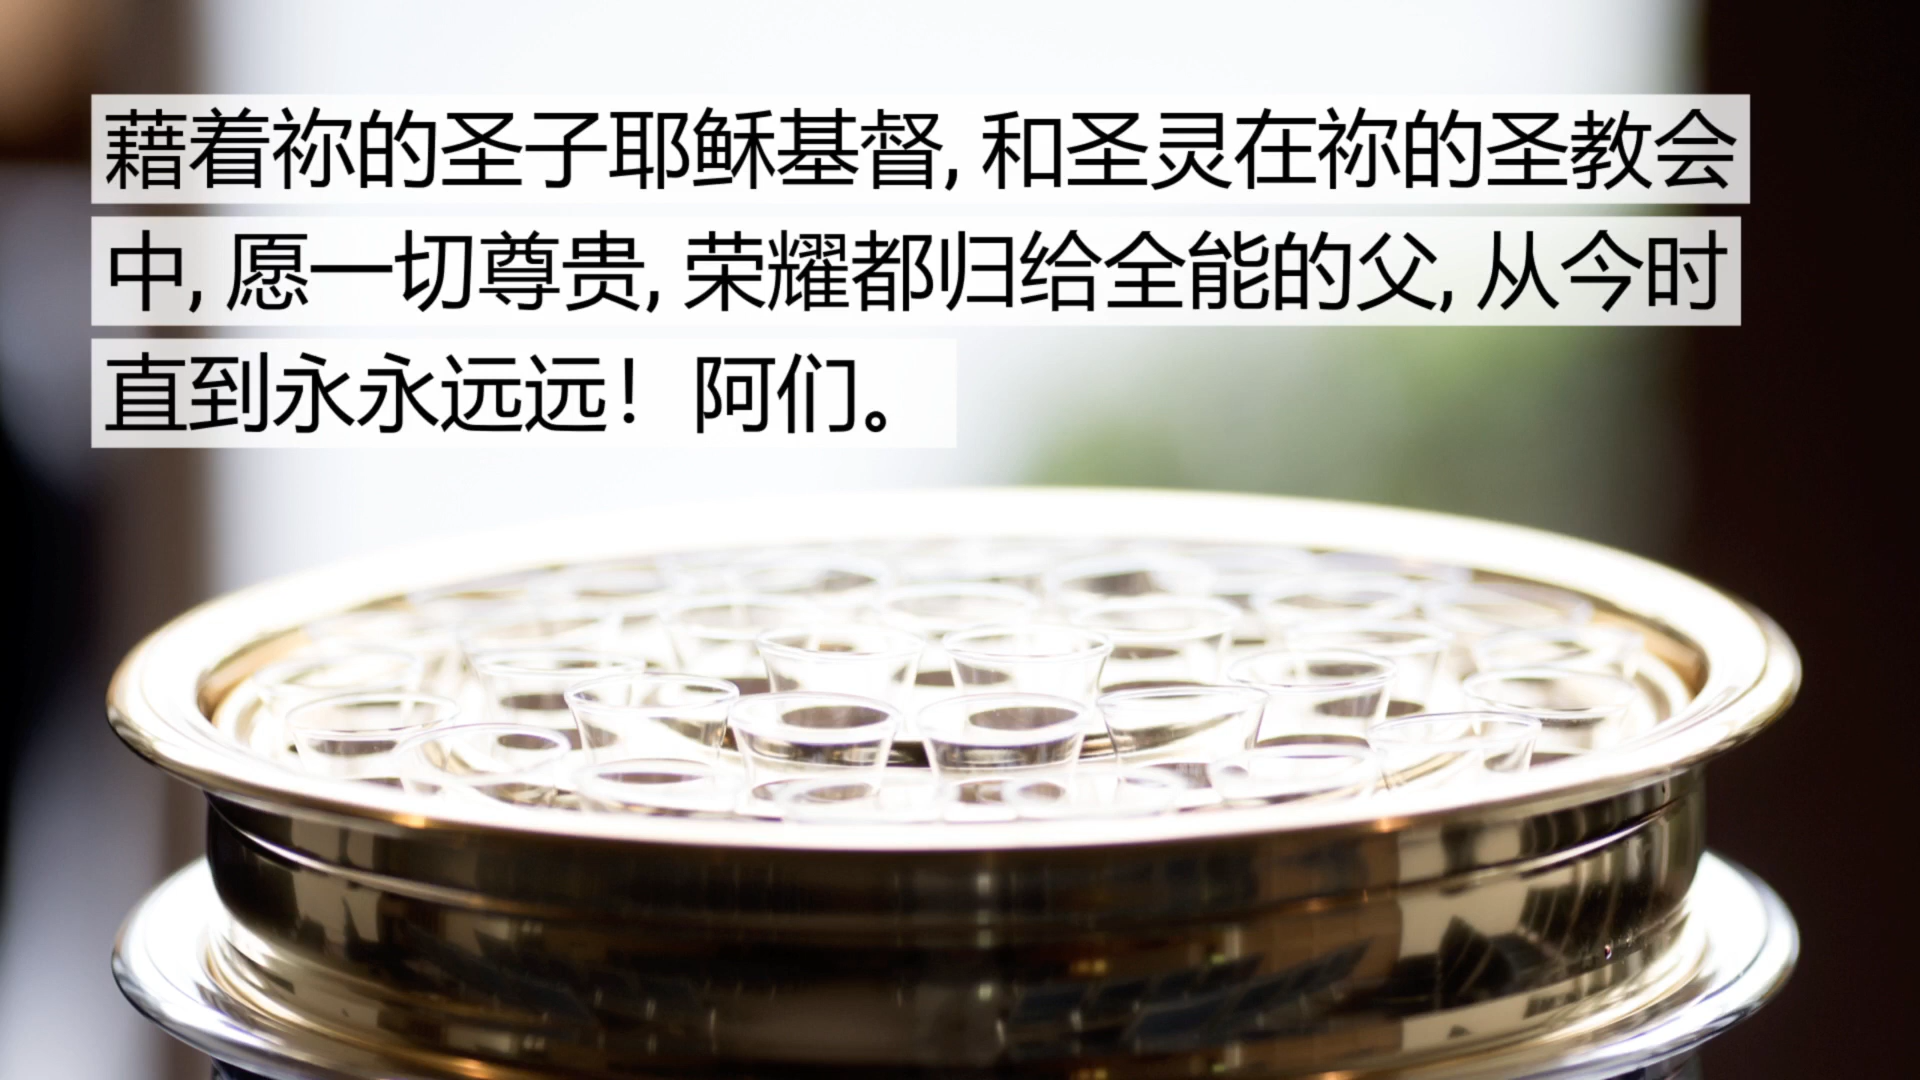 藉着祢的圣子耶稣基督, 和圣灵在祢的圣教会
中, 愿一切尊贵, 荣耀都归给全能的父, 从今时
直到永永远远！ 阿们。